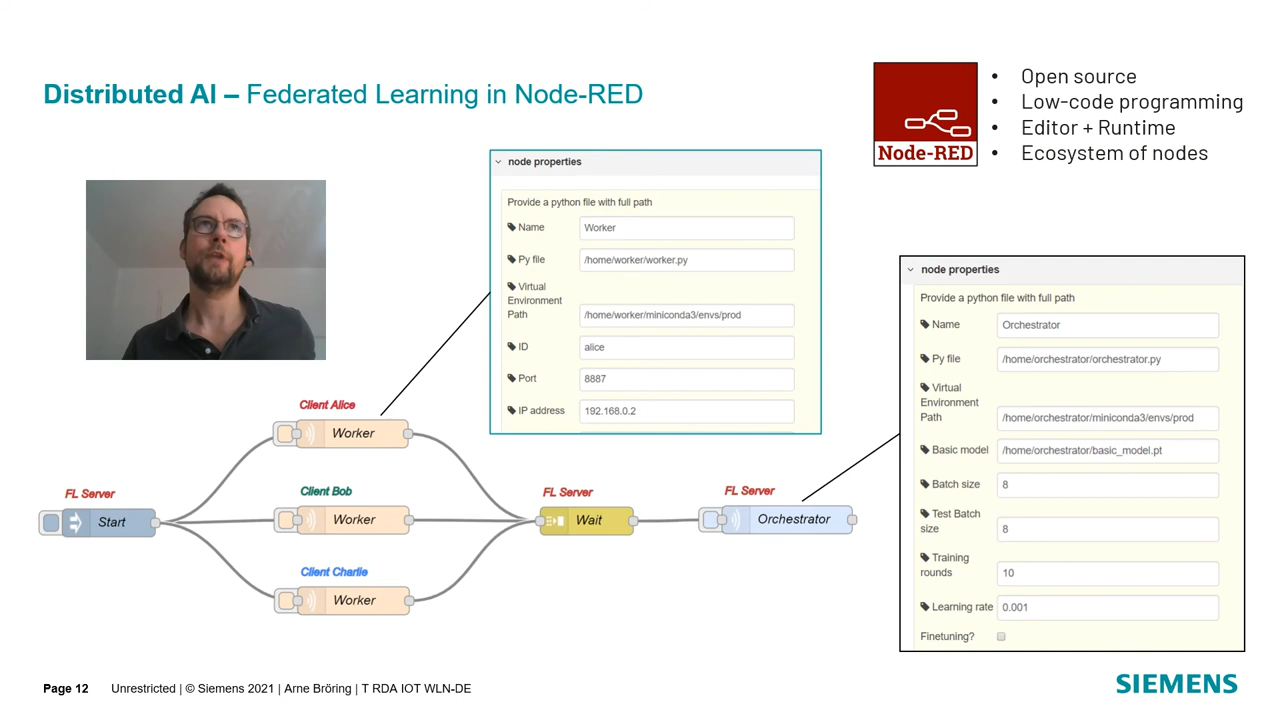 Distributed AI – Federated Learning in Node-RED
Node-RED
• Open source
• Low-code programming
• Editor + Runtime
• Ecosystem of nodes
node properties
Provide a python file with full path
Name
Worker
Py file
/home/worker/worker.py
Virtual
Environment
Path
/home/worker/miniconda3/envs/prod
ID
alice
Port
8887
IP address
192.168.0.2
node properties
Provide a python file with full path
Name
Orchestrator
Py file
/home/orchestrator/orchestrator.py
Virtual
Environment
Path
/home/orchestrator/miniconda3/envs/prod
Basic model
/home/orchestrator/basic_model.pt
Batch size
8
Test Batch
size
8
Training
rounds
10
Learning rate
0.001
Finetuning?
FL Server
Start
Client Alice
Worker
Client Bob
Worker
Client Charlie
Worker
FL Server
Wait
FL Server
Orchestrator
Page 12 Unrestricted | © Siemens 2021 | Arne Bröring | T RDA IOT WLN-DE
SIEMENS